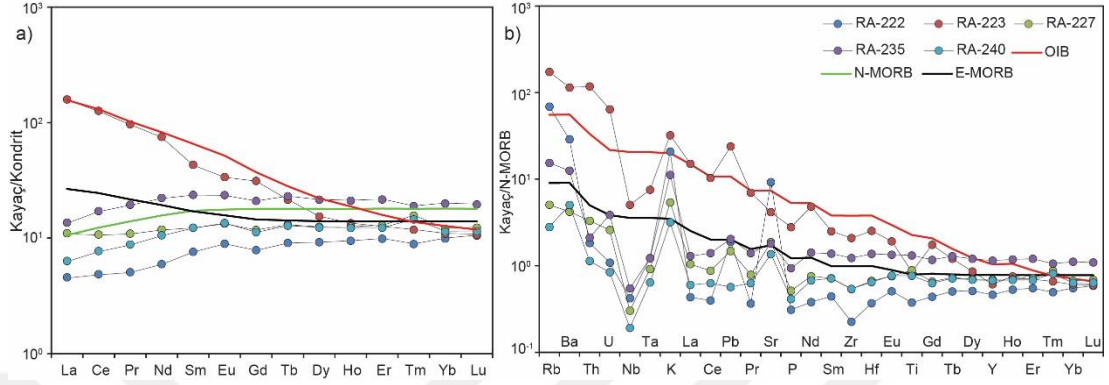 a)
10³
10²
10¹
10⁰
Kayaç/Kondrit
La Ce Pr Nd Sm Eu Gd Tb Dy Ho Er Tm Yb Lu
b)
RA-222 RA-223 RA-227
RA-235 RA-240 OIB
N-MORB E-MORB
10³
10²
10¹
10⁰
10⁻¹
Kayaç/N-MORB
Ba U Ta La Pb Sr Nd Zr Eu Gd Dy Ho Tm Lu
Rb Th Nb K Ce Pr P Sm Hf Ti Tb Y Er Yb